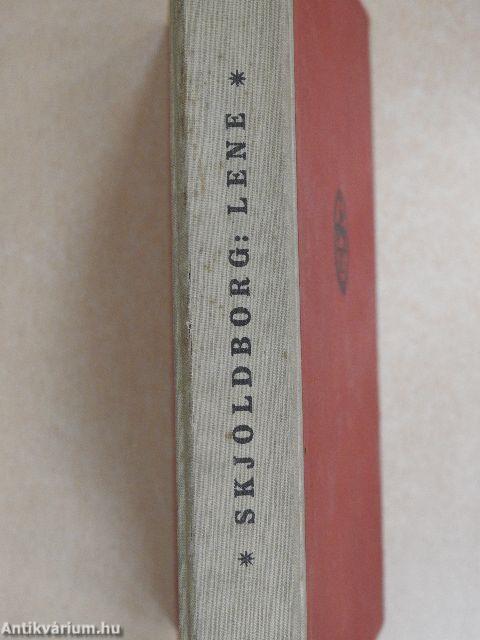 * SKJOLDBORG: LENE *
Antikvárium.hu